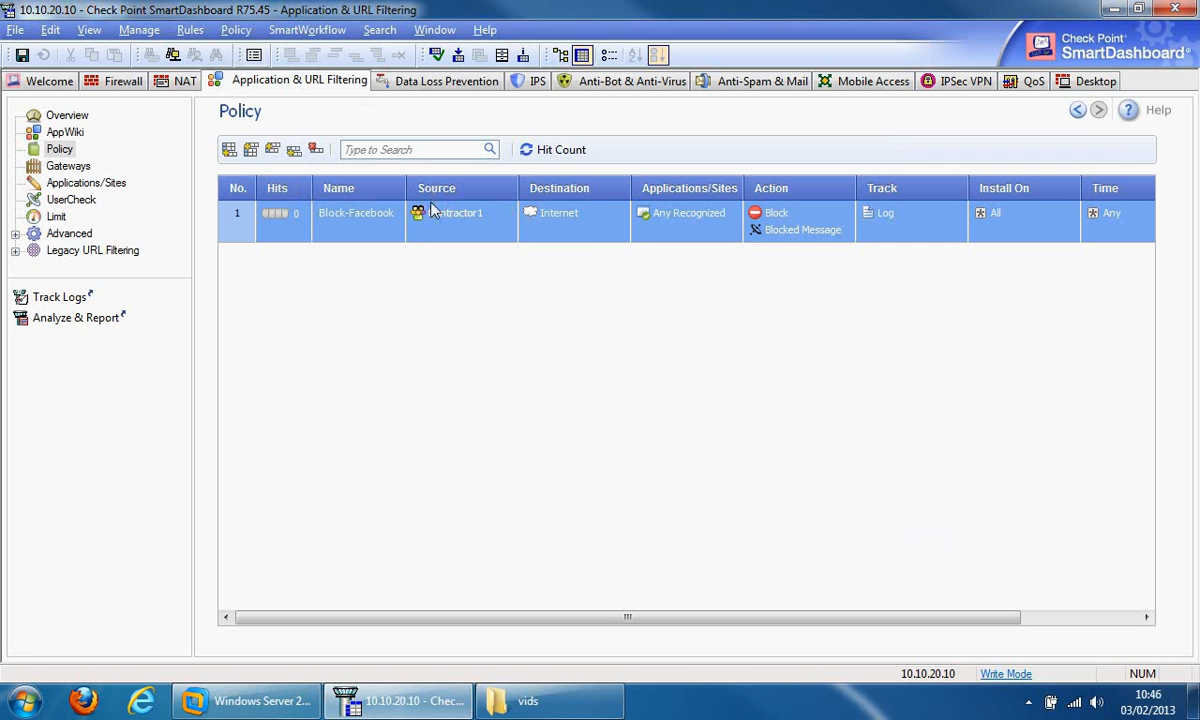 10.10.20.10 - Check Point SmartDashboard R75.45 - Application & URL Filtering
File Edit View Manage Rules Policy SmartWorkflow Search Window Help
Check Point
SmartDashboard
Welcome Firewall NAT Application & URL Filtering Data Loss Prevention IPS Anti-Bot & Anti-Virus Anti-Spam & Mail Mobile Access IPSec VPN QoS Desktop
Overview
AppWiki
Policy
Gateways
Applications/Sites
UserCheck
Limit
Advanced
Legacy URL Filtering
Track Logs
Analyze & Report
Policy
Help
Type to Search Hit Count
No. Hits Name Source Destination Applications/Sites Action Track Install On Time
1 0 Block-Facebook Internet Any Recognized Block Log All Any
Blocked Message
10.10.20.10 Write Mode NUM
Windows Server 2... 10.10.20.10 - Chec... vids
10:46
03/02/2013